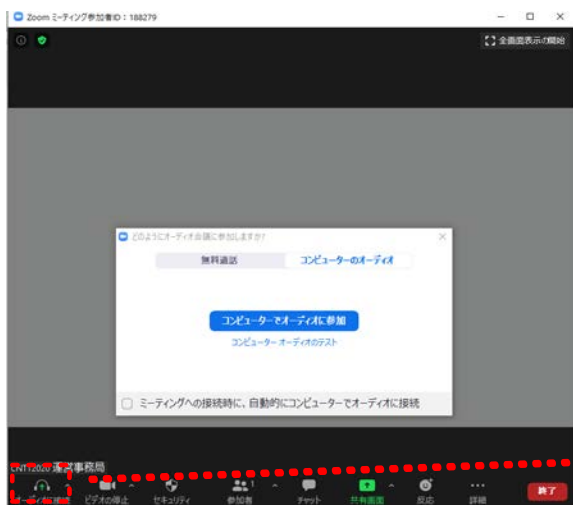 Zoom ミーティング参加者ID：188279
全画面表示の開始
どのようにオーディオ会議に参加しますか?
無料通話 コンピューターのオーディオ
コンピューターでオーディオに参加
コンピューター オーディオのテスト
ミーティングへの接続時に、自動的にコンピューターでオーディオに接続
CNTT2020 運営事務局
オーディオに接続 ビデオの停止 セキュリティ 参加者 1 チャット 共有画面 反応 詳細 終了